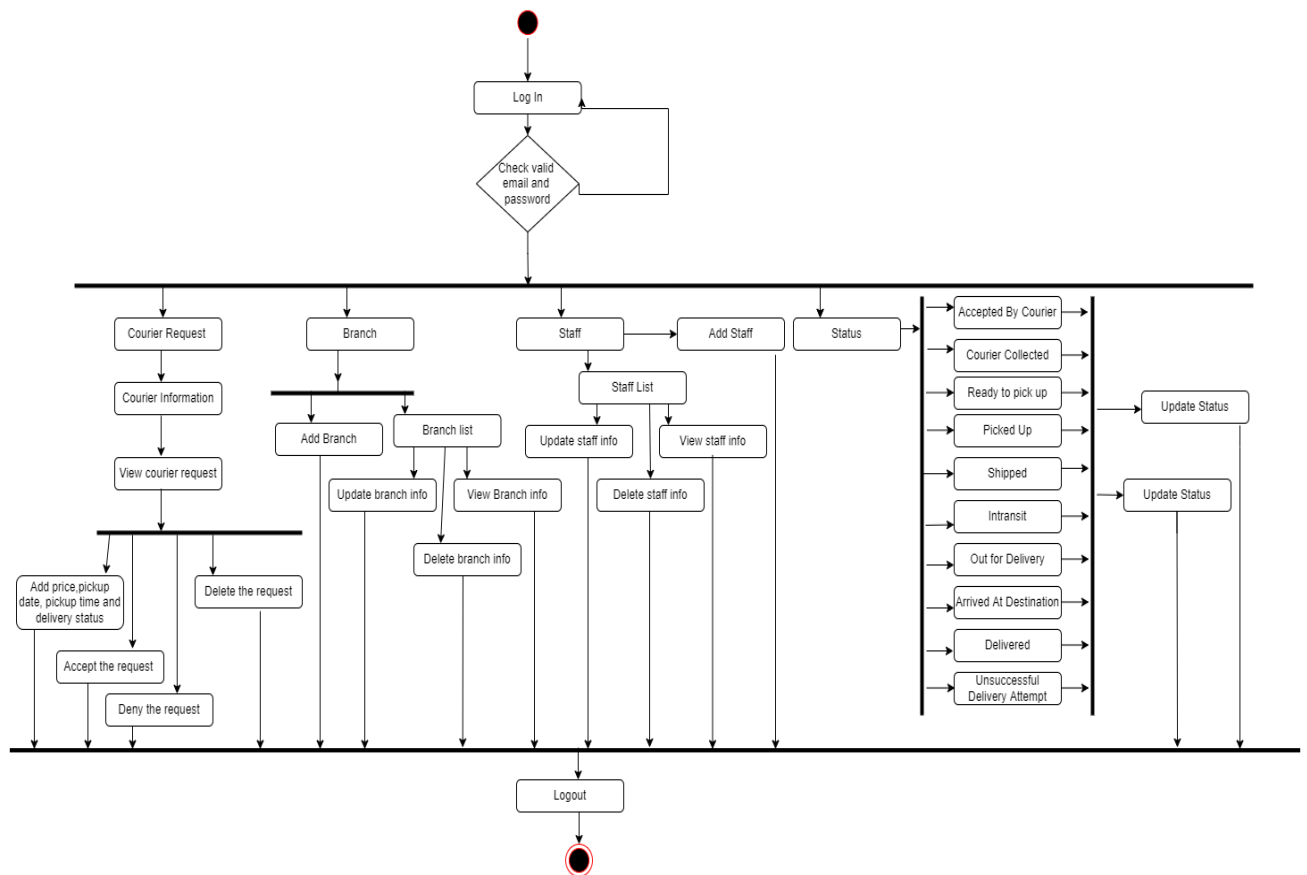 Log In
Check valid
email and
password
Courier Request
Branch
Staff
Add Staff
Status
Accepted By Courier
Courier Collected
Ready to pick up
Picked Up
Shipped
Intransit
Out for Delivery
Arrived At Destination
Delivered
Unsuccessful
Delivery Attempt
Update Status
Update Status
Courier Information
View courier request
Staff List
Add Branch
Branch list
Update staff info
View staff info
Update branch info
View Branch info
Delete staff info
Delete branch info
Add price,pickup
date, pickup time and
delivery status
Delete the request
Accept the request
Deny the request
Logout